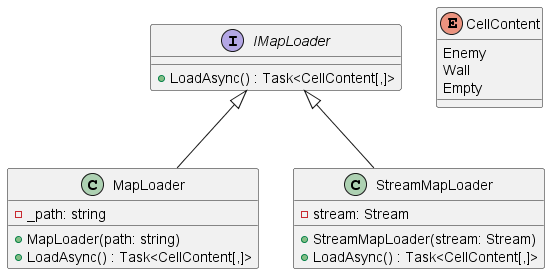 I IMapLoader
LoadAsync() : Task<CellContent[,]>
E CellContent
Enemy
Wall
Empty
C MapLoader
_path: string
MapLoader(path: string)
LoadAsync() : Task<CellContent[,]>
C StreamMapLoader
stream: Stream
StreamMapLoader(stream: Stream)
LoadAsync() : Task<CellContent[,]>